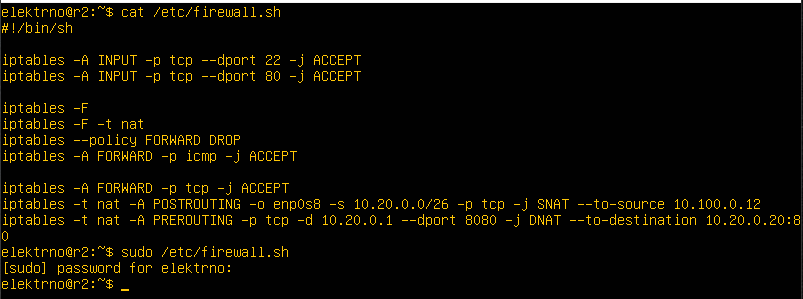 elektrno@r2:~$ cat /etc/firewall.sh
#!/bin/sh
iptables -A INPUT -p tcp --dport 22 -j ACCEPT
iptables -A INPUT -p tcp --dport 80 -j ACCEPT
iptables -F
iptables -F -t nat
iptables --policy FORWARD DROP
iptables -A FORWARD -p icmp -j ACCEPT
iptables -A FORWARD -p tcp -j ACCEPT
iptables -t nat -A POSTROUTING -o enp0s8 -s 10.20.0.0/26 -p tcp -j SNAT --to-source 10.100.0.12
iptables -t nat -A PREROUTING -p tcp -d 10.20.0.1 --dport 8080 -j DNAT --to-destination 10.20.0.20:8
0
elektrno@r2:~$ sudo /etc/firewall.sh
[sudo] password for elektrno:
elektrno@r2:~$ _